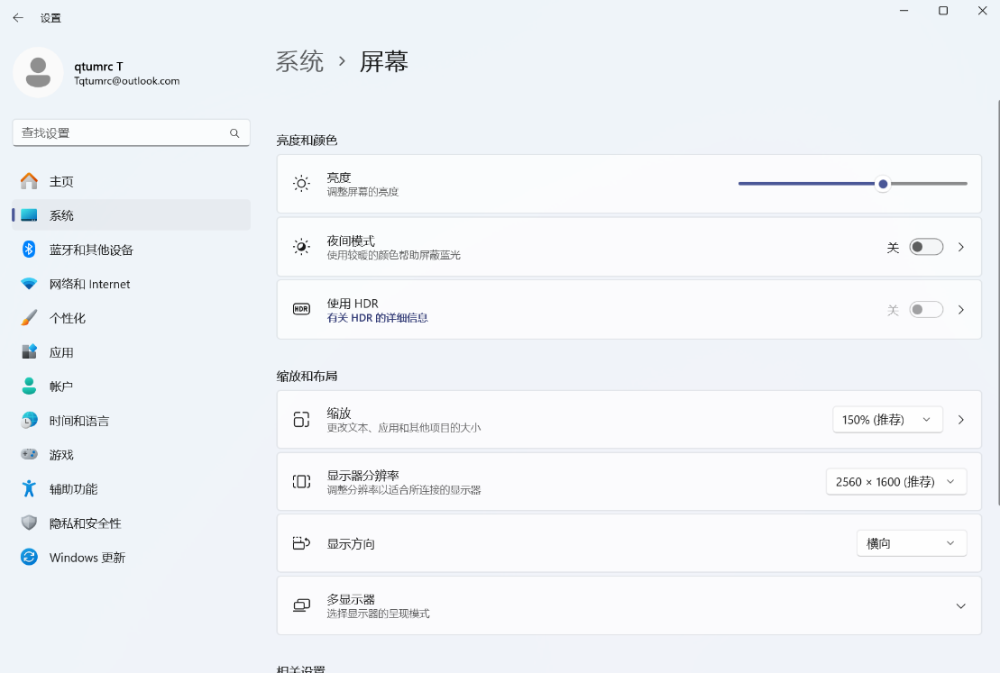 设置
qtumrc T
Tqtumrc@outlook.com
查找设置
主页
系统
蓝牙和其他设备
网络和 Internet
个性化
应用
帐户
时间和语言
游戏
辅助功能
隐私和安全性
Windows 更新
系统 › 屏幕
亮度和颜色
亮度
调整屏幕的亮度
夜间模式
使用较暖的颜色帮助屏蔽蓝光
关
HDR
使用 HDR
有关 HDR 的详细信息
关
缩放和布局
缩放
更改文本、应用和其他项目的大小
150% (推荐)
显示器分辨率
调整分辨率以适合所连接的显示器
2560 × 1600 (推荐)
显示方向
横向
多显示器
选择显示器的呈现模式
相关设置